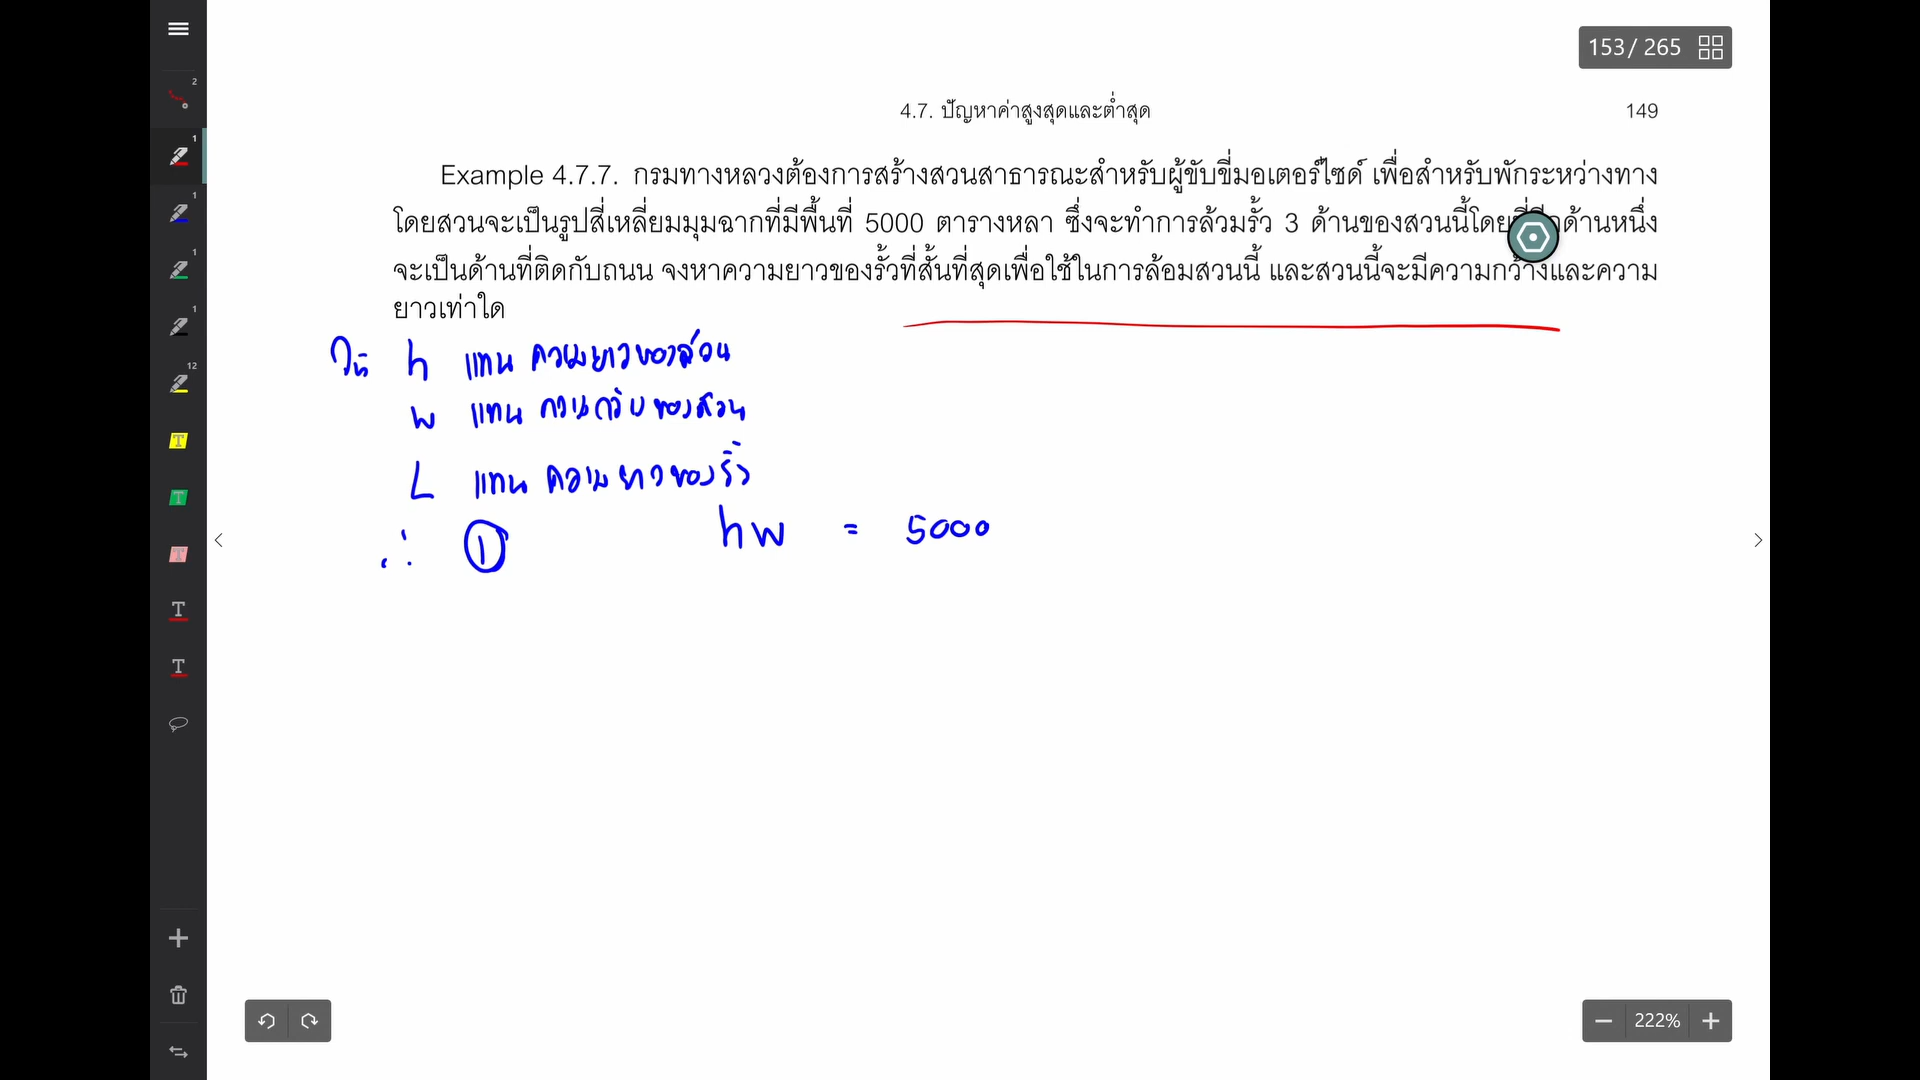 153/ 265
4.7. ปัญหาค่าสูงสุดและต่ำสุด 149
Example 4.7.7. กรมทางหลวงต้องการสร้างสวนสาธารณะสำหรับผู้ขับขี่มอเตอร์ไซด์ เพื่อสำหรับพักระหว่างทาง
โดยสวนจะเป็นรูปสี่เหลี่ยมมุมฉากที่มีพื้นที่ 5000 ตารางหลา ซึ่งจะทำการล้วมรั้ว 3 ด้านของสวนนี้โดยที่อีกด้านหนึ่ง
จะเป็นด้านที่ติดกับถนน จงหาความยาวของรั้วที่สั้นที่สุดเพื่อใช้ในการล้อมสวนนี้ และสวนนี้จะมีความกว้างและความ
ยาวเท่าใด
ให้ h แทน ความยาวของสวน
w แทน ความกว้างของสวน
L แทน ความยาวของรั้ว
∴ ① hw = 5000
222%